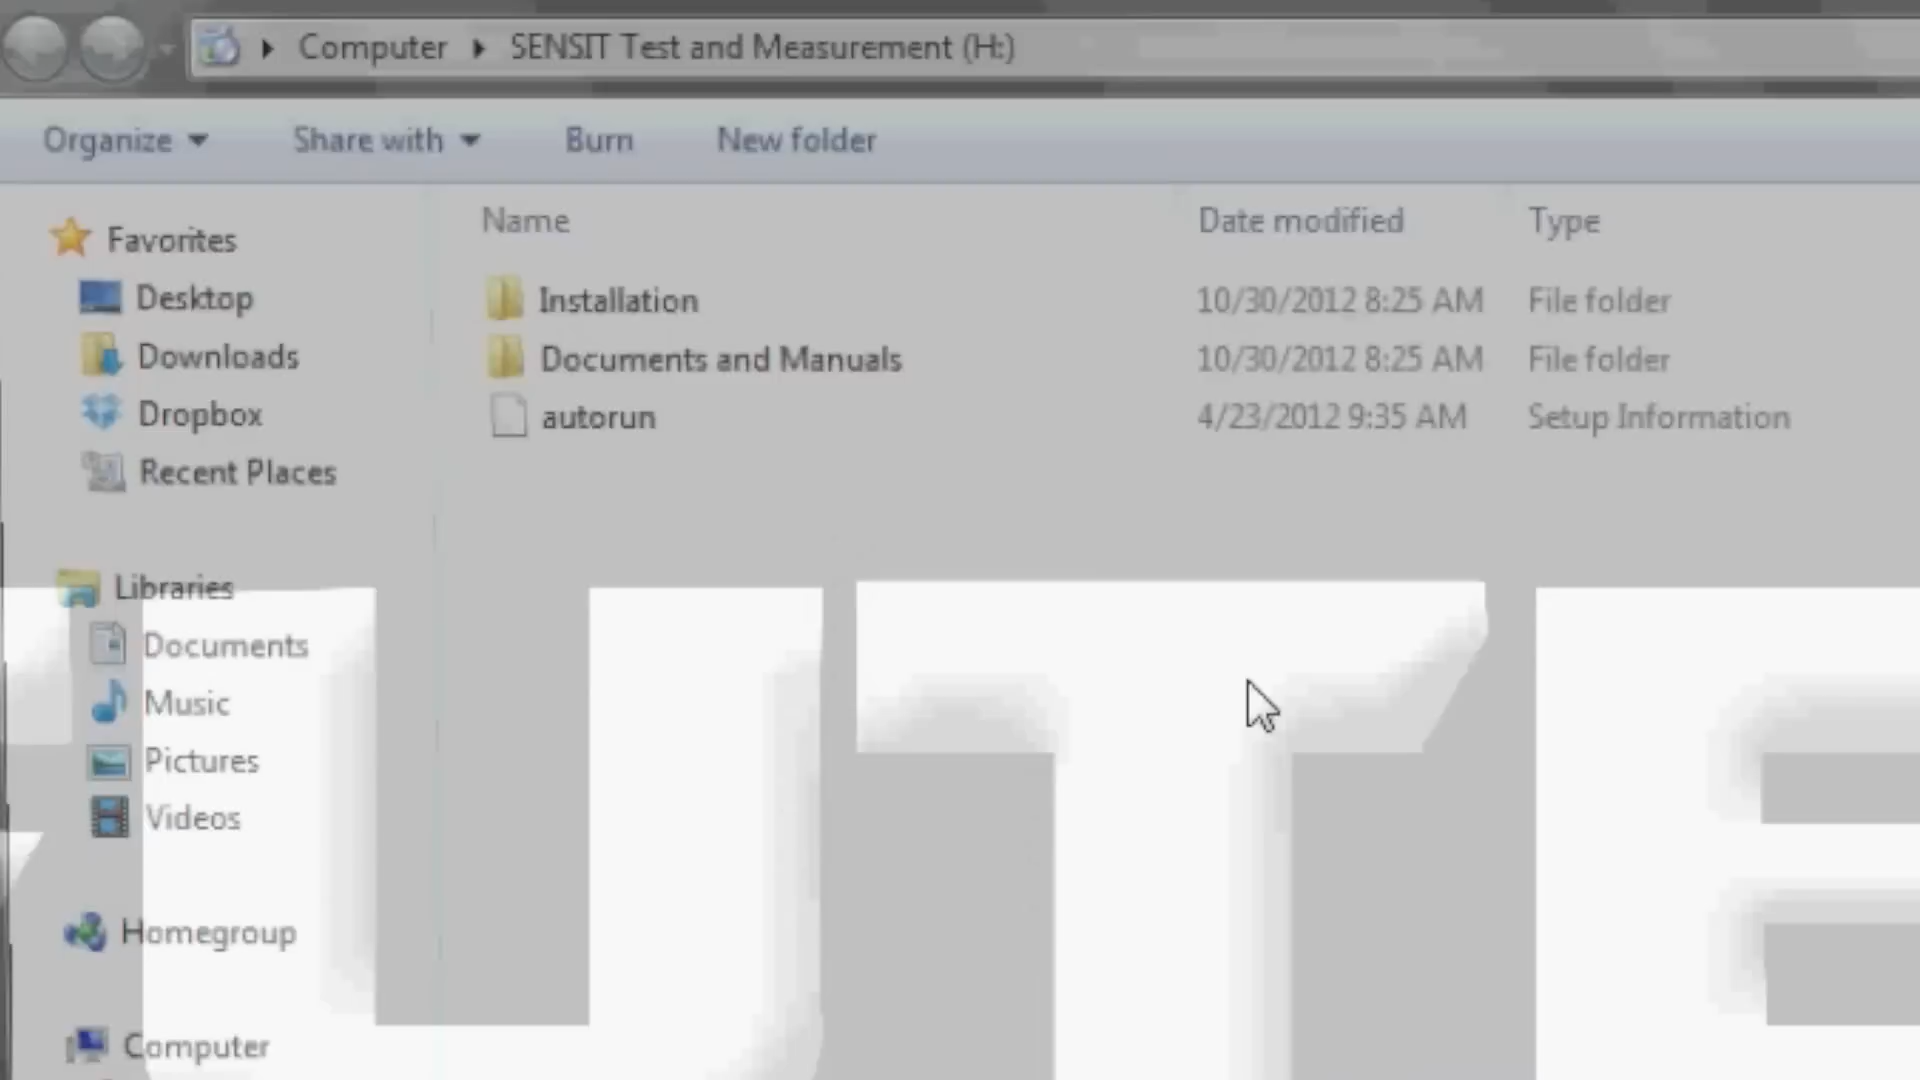 Computer SENSIT Test and Measurement (H:)
Organize Share with Burn New folder
Name Date modified Type
Favorites
Desktop
Downloads
Dropbox
Recent Places
Libraries
Documents
Music
Pictures
Videos
Homegroup
Computer
Installation 10/30/2012 8:25 AM File folder
Documents and Manuals 10/30/2012 8:25 AM File folder
autorun 4/23/2012 9:35 AM Setup Information
UTE